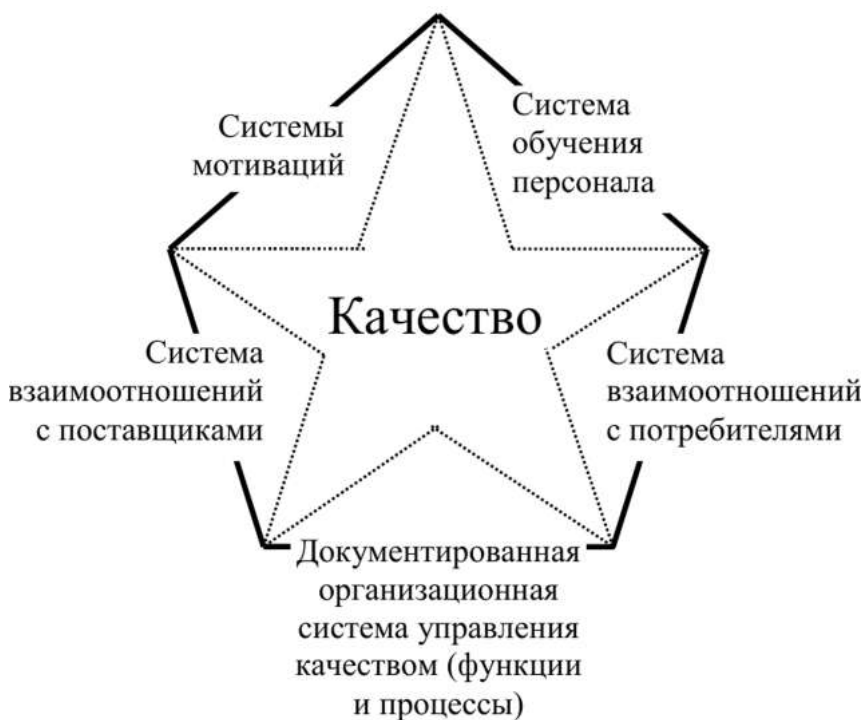 Системы
мотиваций
Система
обучения
персонала
Качество
Система
взаимоотношений
с поставщиками
Система
взаимоотношений
с потребителями
Документированная
организационная
система управления
качеством (функции
и процессы)